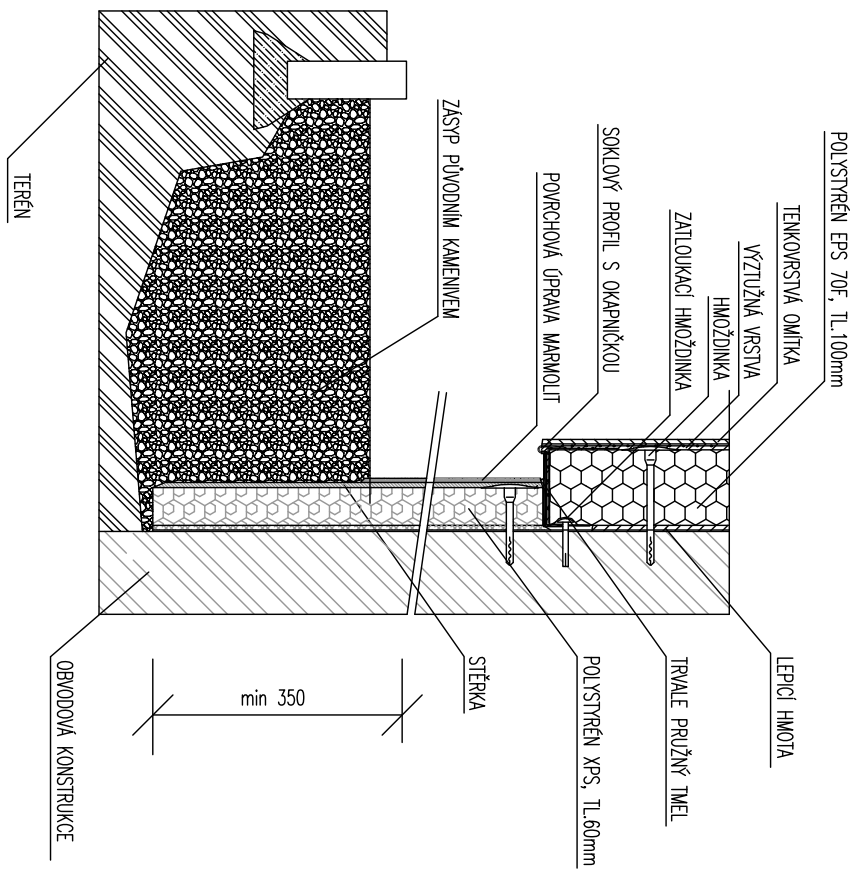 POLYSTYRÉN EPS 70F, TL.100mm
TENKOVRSTVÁ OMÍTKA
VÝZTUŽNÁ VRSTVA
HMOŽDINKA
ZATLOUKACÍ HMOŽDINKA
SOKLOVÝ PROFIL S OKAPNIČKOU
POVRCHOVÁ ÚPRAVA MARMOLIT
ZÁSYP PŮVODNÍM KAMENIVEM
TERÉN
LEPICÍ HMOTA
TRVALE PRUŽNÝ TMEL
POLYSTYRÉN XPS, TL.60mm
STĚRKA
min 350
OBVODOVÁ KONSTRUKCE